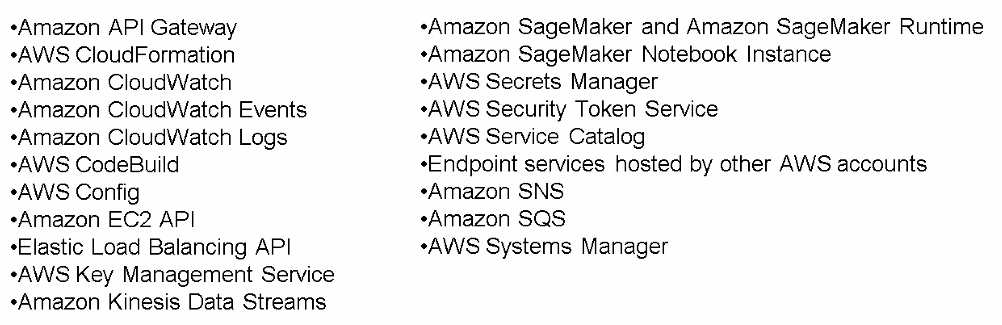 •Amazon API Gateway
•AWS CloudFormation
•Amazon CloudWatch
•Amazon CloudWatch Events
•Amazon CloudWatch Logs
•AWS CodeBuild
•AWS Config
•Amazon EC2 API
•Elastic Load Balancing API
•AWS Key Management Service
•Amazon Kinesis Data Streams
•Amazon SageMaker and Amazon SageMaker Runtime
•Amazon SageMaker Notebook Instance
•AWS Secrets Manager
•AWS Security Token Service
•AWS Service Catalog
•Endpoint services hosted by other AWS accounts
•Amazon SNS
•Amazon SQS
•AWS Systems Manager